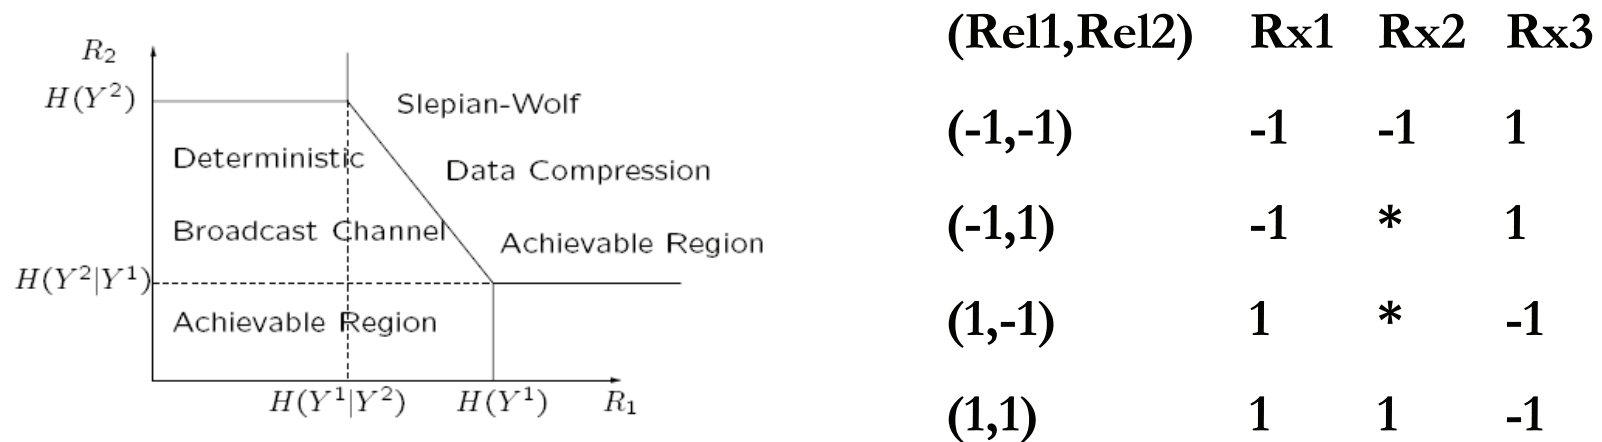 R₂
H(Y²)
Slepian-Wolf
Deterministic
Data Compression
Broadcast Channel
Achievable Region
H(Y²|Y¹)
Achievable Region
H(Y¹|Y²)
H(Y¹)
R₁
(Rel1,Rel2) Rx1 Rx2 Rx3
(-1,-1) -1 -1 1
(-1,1) -1 * 1
(1,-1) 1 * -1
(1,1) 1 1 -1